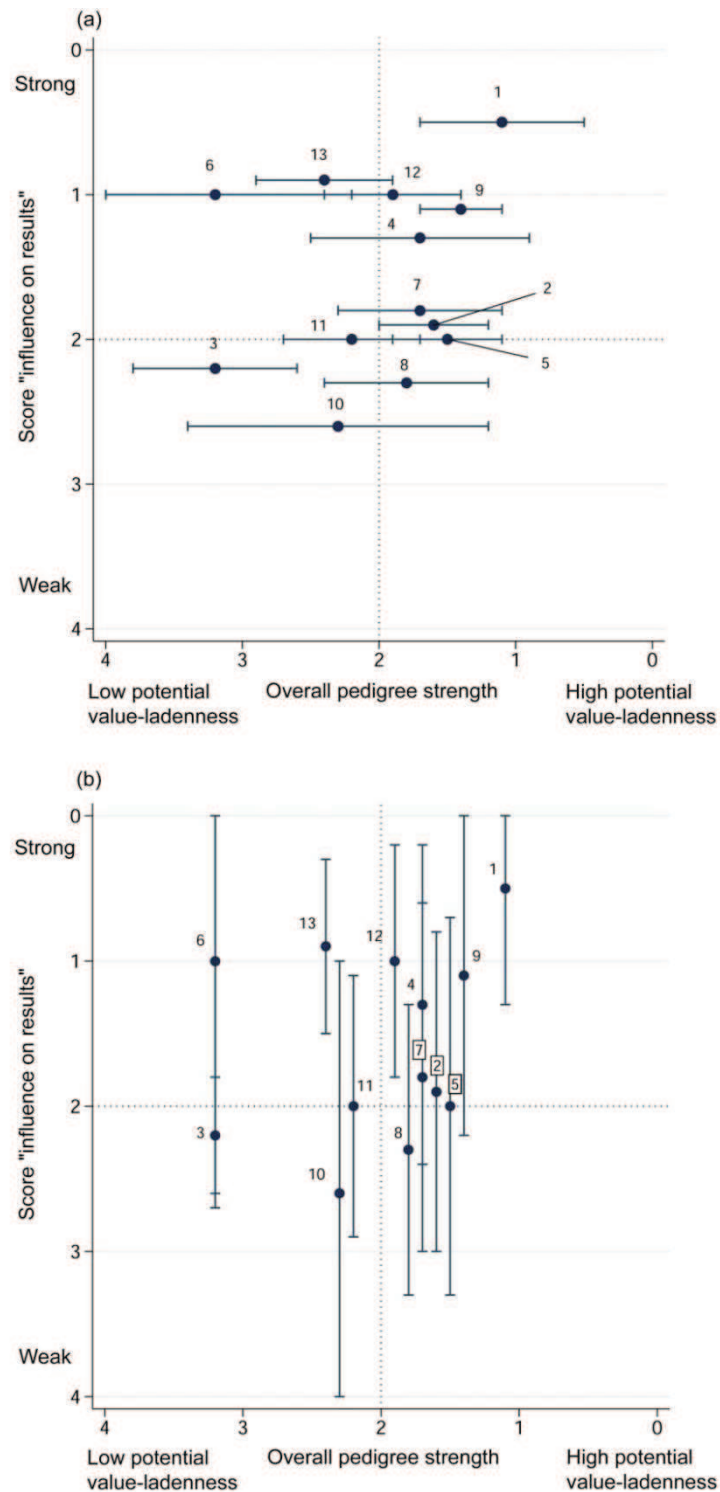 (a)
0
Strong
1
13
6
12
9
1
4
7
2
11
2
3
8
5
10
3
Weak
4
Score "influence on results"
4 3 2 1 0
Low potential
value-ladenness
Overall pedigree strength
High potential
value-ladenness
(b)
0
Strong
1
13
6
12
9
1
4
7
2
5
11
2
3
8
10
3
Weak
4
Score "influence on results"
4 3 2 1 0
Low potential
value-ladenness
Overall pedigree strength
High potential
value-ladenness